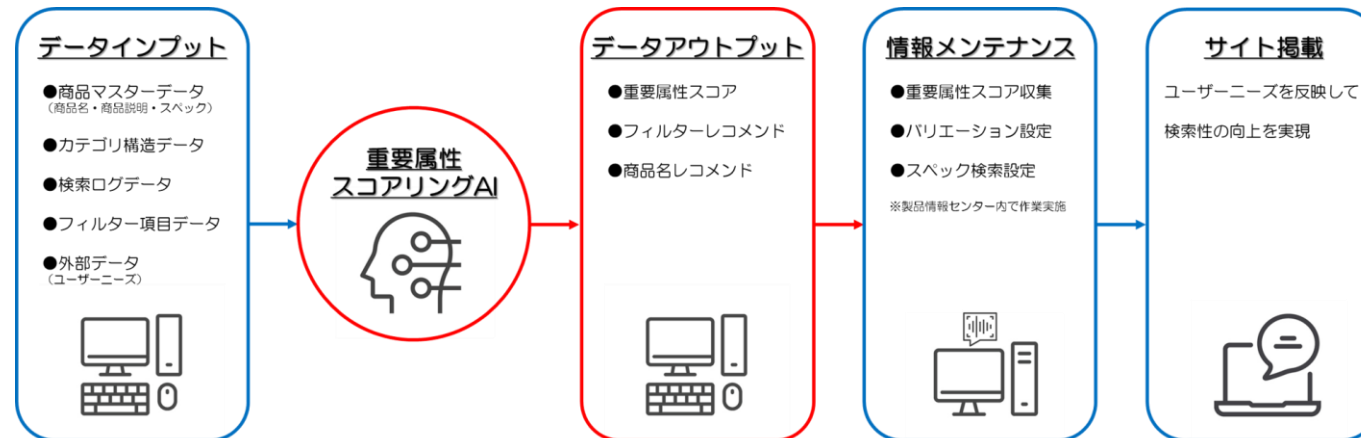 データインプット
●商品マスターデータ
（商品名・商品説明・スペック）
●カテゴリ構造データ
●検索ログデータ
●フィルター項目データ
●外部データ
（ユーザーニーズ）
重要属性
スコアリングAI
データアウトプット
●重要属性スコア
●フィルターレコメンド
●商品名レコメンド
情報メンテナンス
●重要属性スコア収集
●バリエーション設定
●スペック検索設定
※製品情報センター内で作業実施
サイト掲載
ユーザーニーズを反映して
検索性の向上を実現